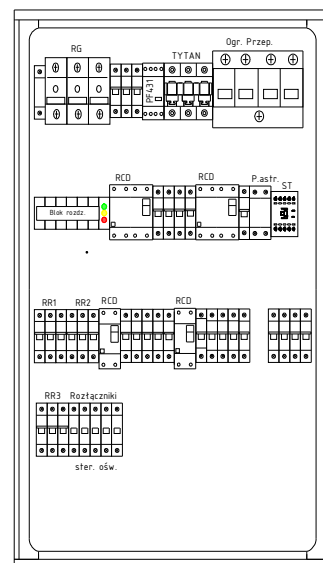 Ogr. Przep.
RG
TYTAN
PF431
RCD
RCD
P.astr.
ST
Blok rozdz.
RR1
RR2
RCD
RCD
RR3
Rozłączniki
ster. ośw.